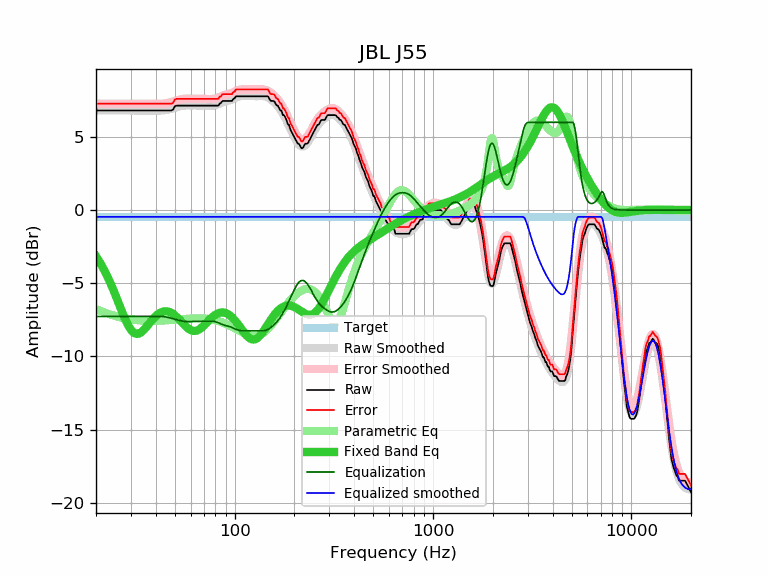 JBL J55
Amplitude (dBr)
5
0
−5
−10
−15
−20
Target
Raw Smoothed
Error Smoothed
Raw
Error
Parametric Eq
Fixed Band Eq
Equalization
Equalized smoothed
100
1000
10000
Frequency (Hz)